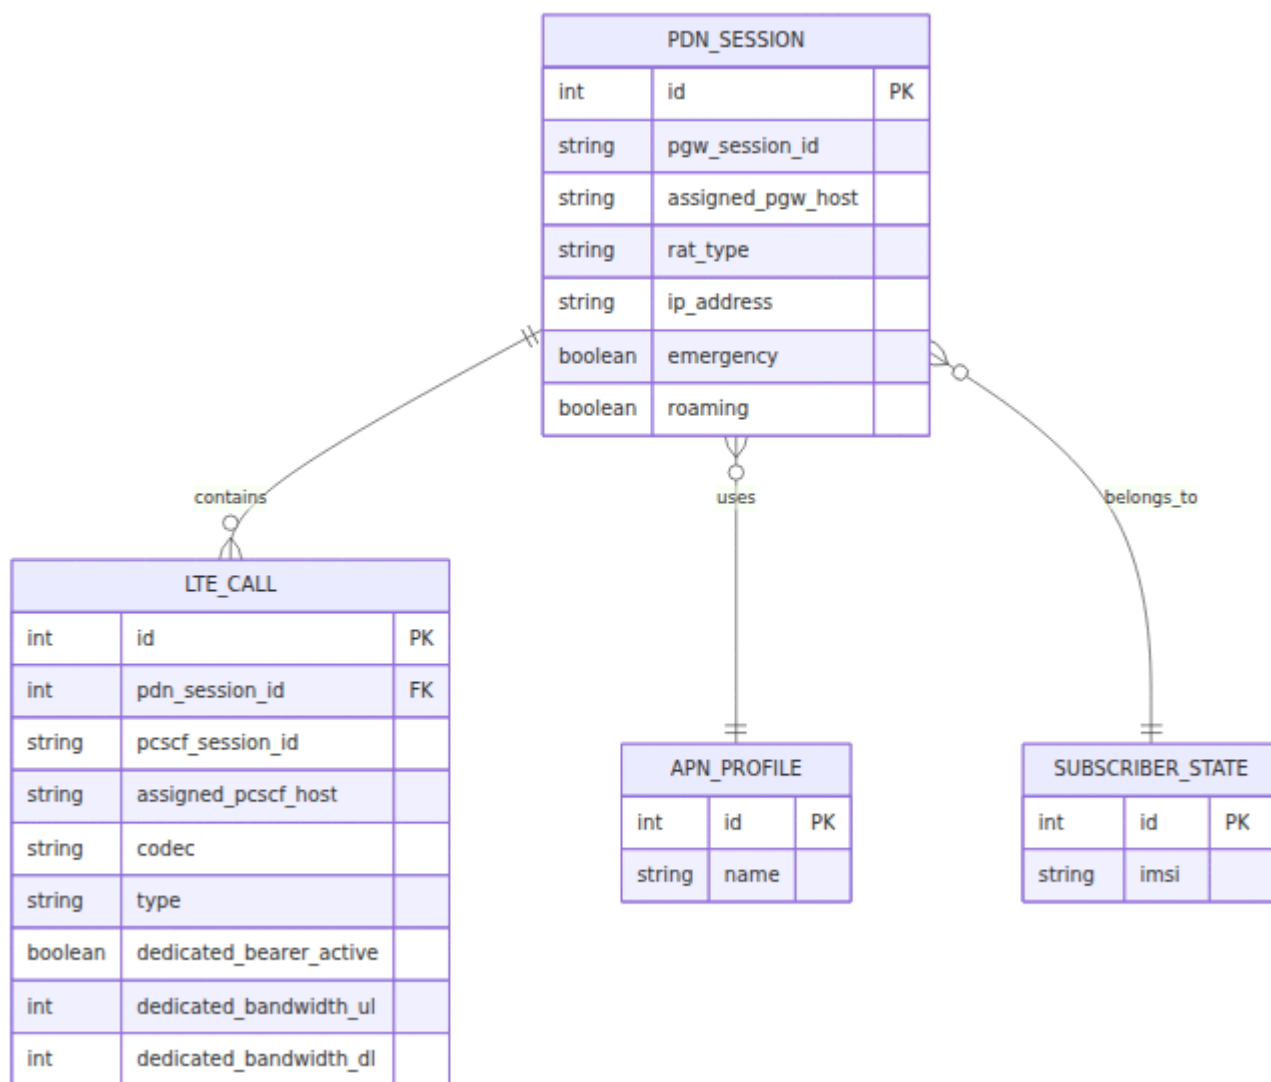 PDN_SESSION
int id PK
string pgw_session_id
string assigned_pgw_host
string rat_type
string ip_address
boolean emergency
boolean roaming
contains
uses
belongs_to
LTE_CALL
int id PK
int pdn_session_id FK
string pcscf_session_id
string assigned_pcscf_host
string codec
string type
boolean dedicated_bearer_active
int dedicated_bandwidth_ul
int dedicated_bandwidth_dl
APN_PROFILE
int id PK
string name
SUBSCRIBER_STATE
int id PK
string imsi